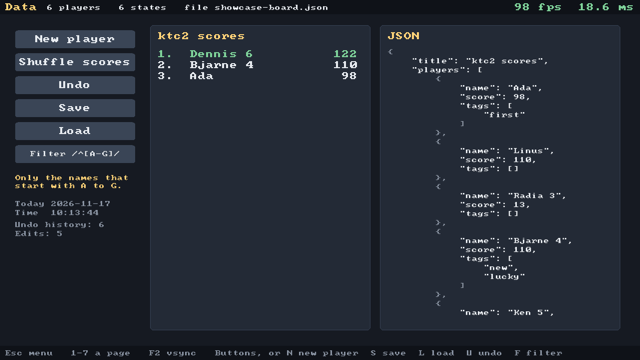 Data 6 players 6 states file showcase-board.json 98 fps 18.6 ms
New player
Shuffle scores
Undo
Save
Load
Filter /^[A-G]/
Only the names that
start with A to G.
Today 2026-11-17
Time 10:13:44
Undo history: 6
Edits: 5
ktc2 scores
1. Dennis 6 122
2. Bjarne 4 110
3. Ada 98
JSON
{
"title": "ktc2 scores",
"players": [
{
"name": "Ada",
"score": 98,
"tags": [
"first"
]
},
{
"name": "Linus",
"score": 110,
"tags": []
},
{
"name": "Radia 3",
"score": 13,
"tags": []
},
{
"name": "Bjarne 4",
"score": 110,
"tags": [
"new",
"lucky"
]
},
{
"name": "Ken 5",
Esc menu 1-7 a page F2 vsync Buttons, or N new player S save L load U undo F filter